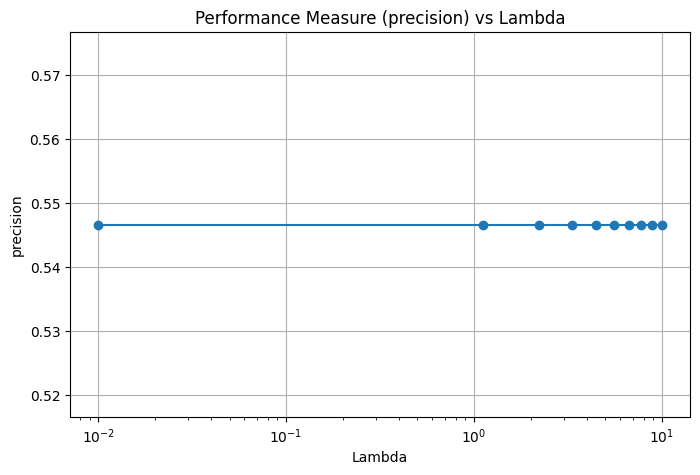 Performance Measure (precision) vs Lambda
0.57
0.56
0.55
0.54
0.53
0.52
precision
10⁻² 10⁻¹ 10⁰ 10¹
Lambda